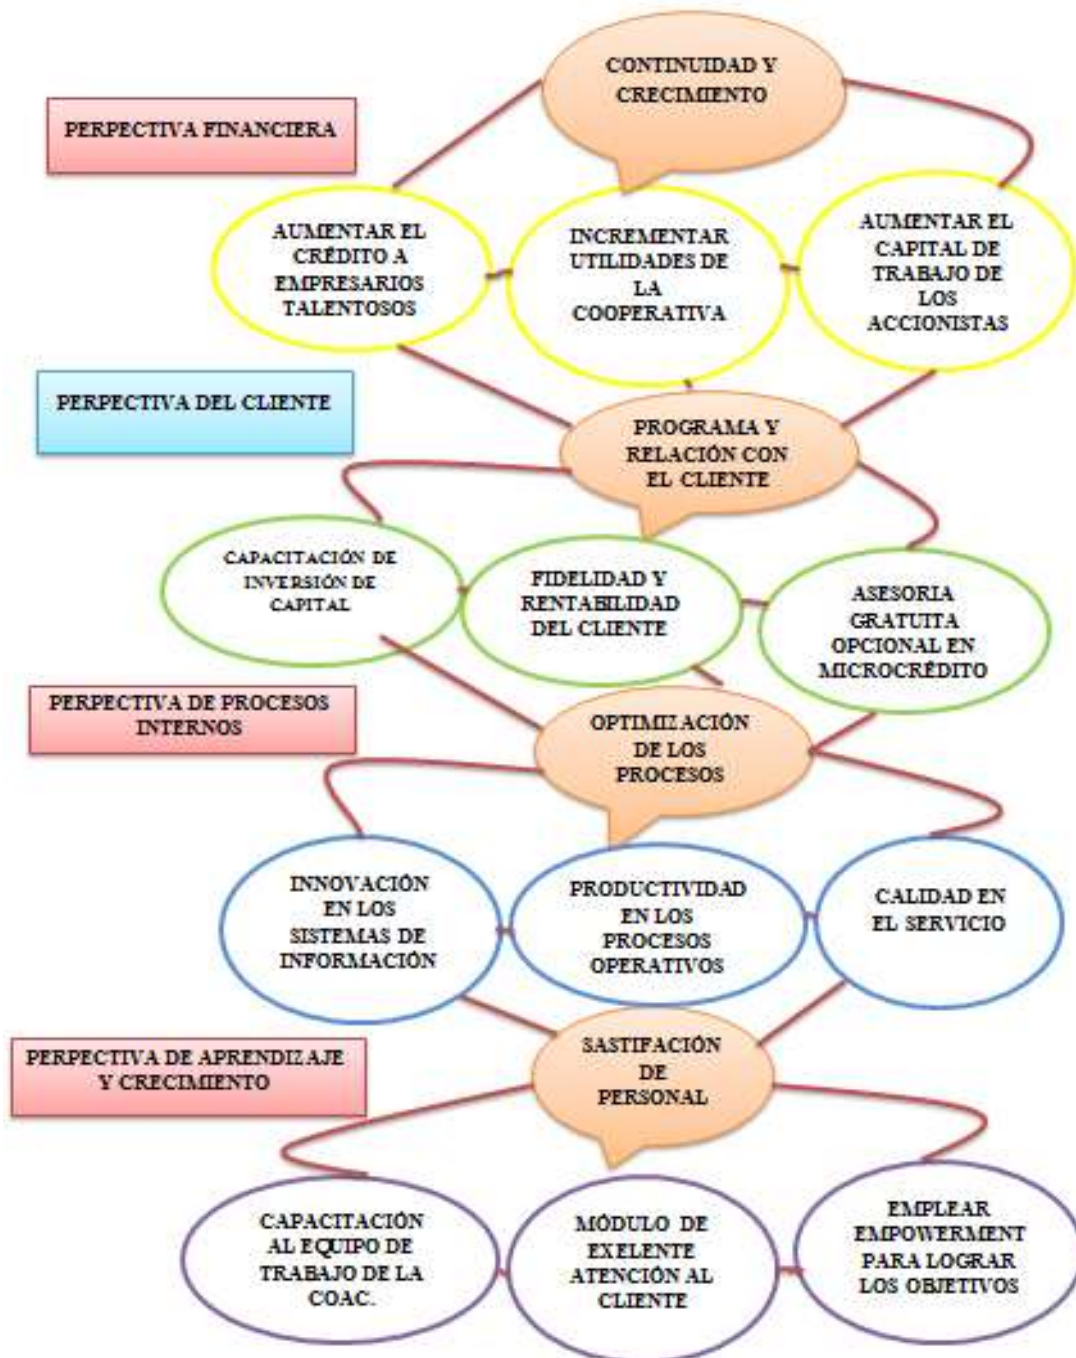 CONTINUIDAD Y
CRECIMIENTO
PERPECTIVA FINANCIERA
AUMENTAR EL
CRÉDITO A
EMPRESARIOS
TALENTOSOS
INCREMENTAR
UTILIDADES DE
LA
COOPERATIVA
AUMENTAR EL
CAPITAL DE
TRABAJO DE
LOS
ACCIONISTAS
PERPECTIVA DEL CLIENTE
PROGRAMA Y
RELACIÓN CON
EL CLIENTE
CAPACITACIÓN DE
INVERSIÓN DE
CAPITAL
FIDELIDAD Y
RENTABILIDAD
DEL CLIENTE
ASESORIA
GRATUITA
OPCIONAL EN
MICROCRÉDITO
PERPECTIVA DE PROCESOS
INTERNOS
OPTIMIZACIÓN
DE LOS
PROCESOS
INNOVACIÓN
EN LOS
SISTEMAS DE
INFORMACIÓN
PRODUCTIVIDAD
EN LOS
PROCESOS
OPERATIVOS
CALIDAD EN
EL SERVICIO
PERPECTIVA DE APRENDIZAJE
Y CRECIMIENTO
SASTIFACIÓN
DE
PERSONAL
CAPACITACIÓN
AL EQUIPO DE
TRABAJO DE LA
COAC.
MÓDULO DE
EXELENTE
ATENCIÓN AL
CLIENTE
EMPLEAR
EMPOWERMENT
PARA LOGRAR
LOS OBJETIVOS